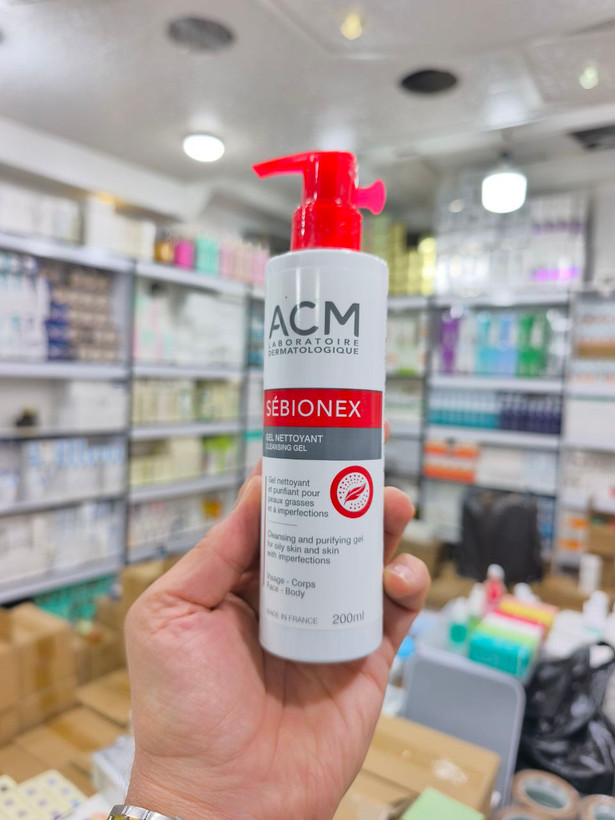 ACM
LABORATOIRE
DERMATOLOGIQUE
SÉBIONEX
GEL NETTOYANT
CLEANSING GEL
Gel nettoyant
et purifiant pour
peaux grasses
et à imperfections
Cleansing and purifying gel
for oily skin and skin
with imperfections
Visage - Corps
Face - Body
MADE IN FRANCE 200ml